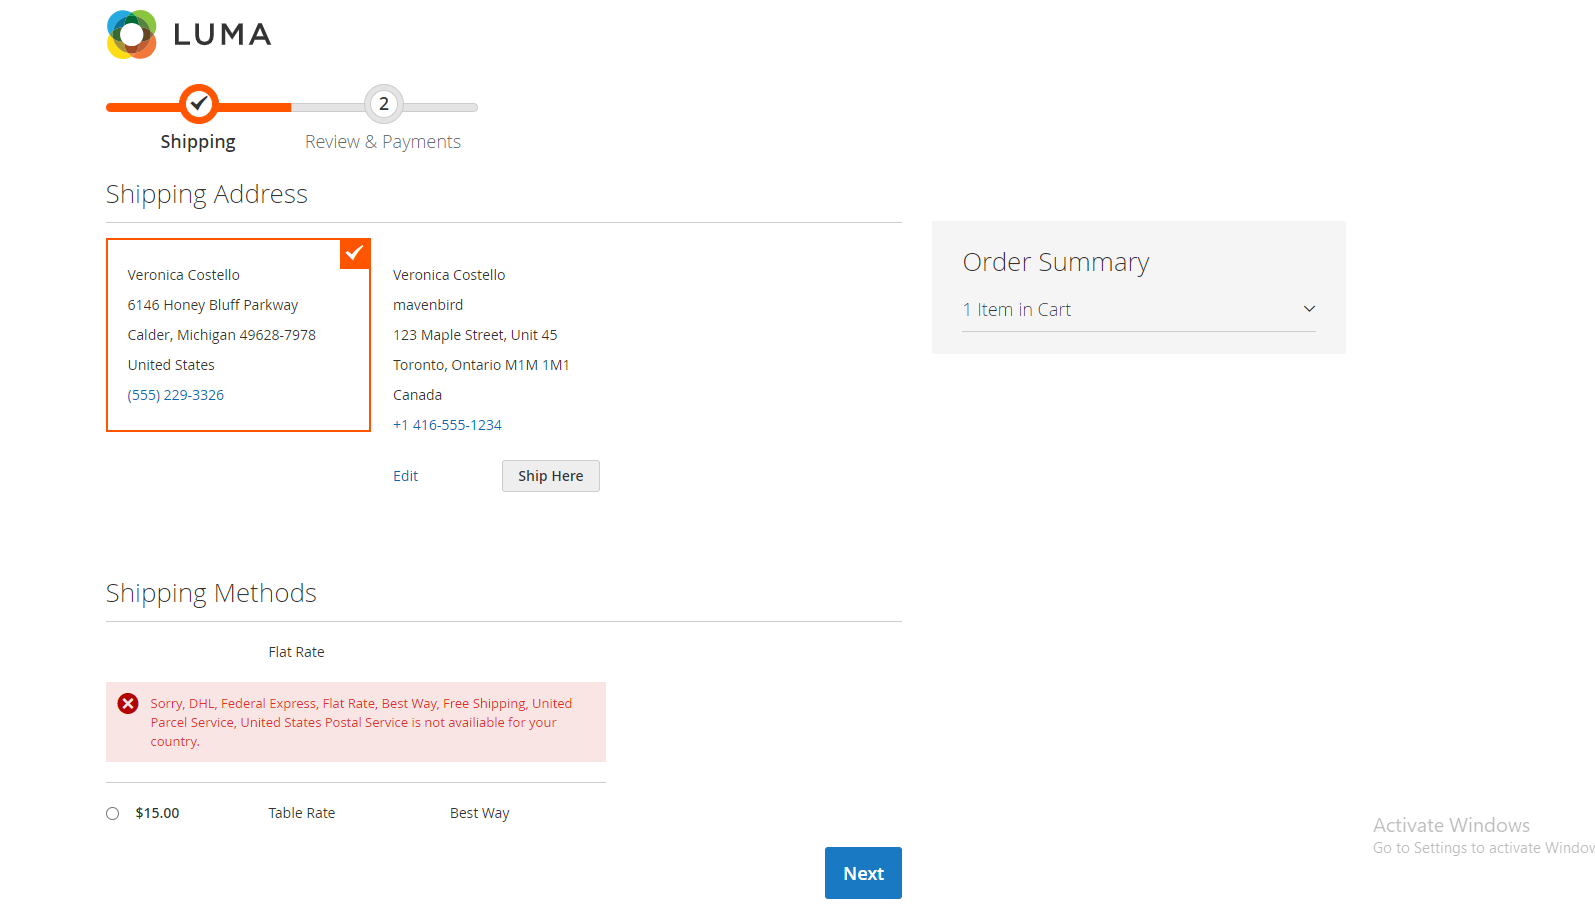 LUMA
2
Shipping
Review & Payments
Shipping Address
Veronica Costello
6146 Honey Bluff Parkway
Calder, Michigan 49628-7978
United States
(555) 229-3326
Veronica Costello
mavenbird
123 Maple Street, Unit 45
Toronto, Ontario M1M 1M1
Canada
+1 416-555-1234
Edit
Ship Here
Order Summary
1 Item in Cart
Shipping Methods
Flat Rate
Sorry, DHL, Federal Express, Flat Rate, Best Way, Free Shipping, United
Parcel Service, United States Postal Service is not availiable for your
country.
$15.00 Table Rate Best Way
Next
Activate Windows
Go to Settings to activate Window